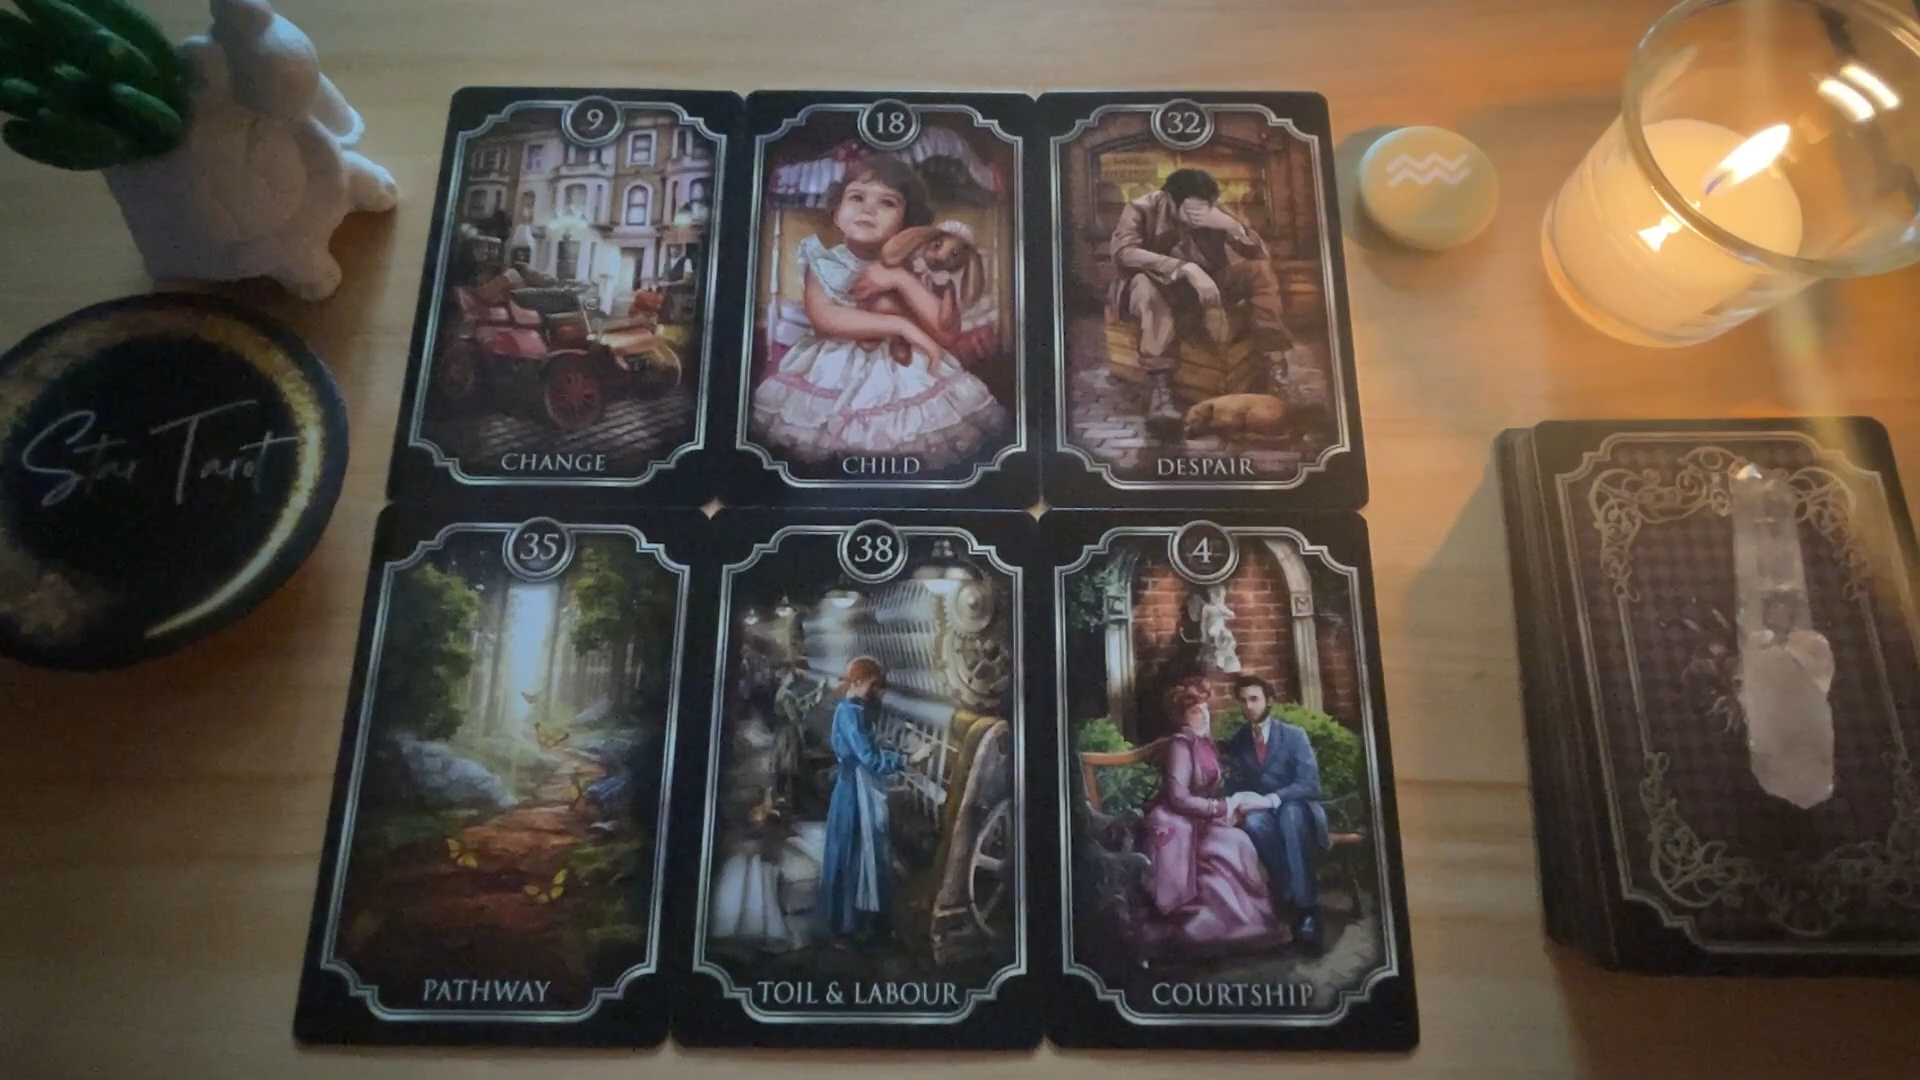 9
CHANGE
18
CHILD
32
DESPAIR
Star Tarot
35
PATHWAY
38
TOIL & LABOUR
4
COURTSHIP